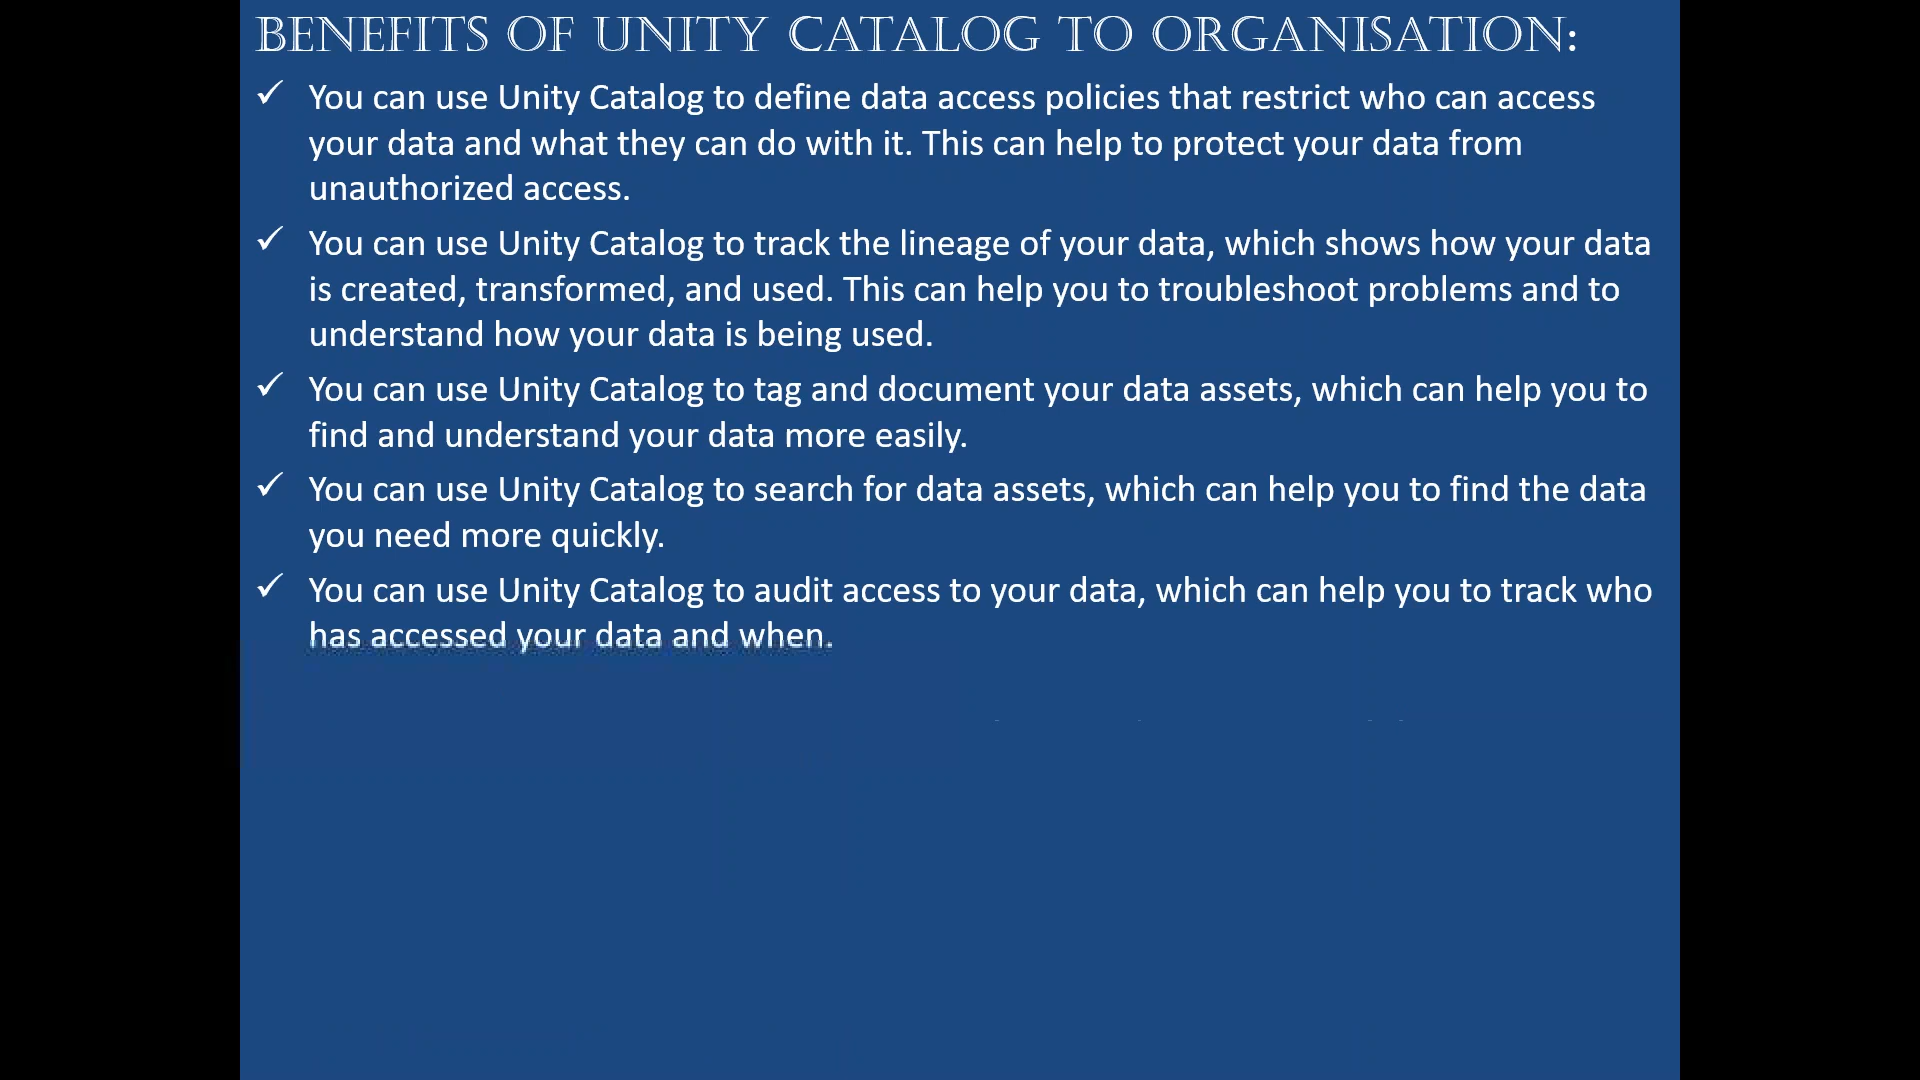 BENEFITS OF UNITY CATALOG TO ORGANISATION:
✓ You can use Unity Catalog to define data access policies that restrict who can access
your data and what they can do with it. This can help to protect your data from
unauthorized access.
✓ You can use Unity Catalog to track the lineage of your data, which shows how your data
is created, transformed, and used. This can help you to troubleshoot problems and to
understand how your data is being used.
✓ You can use Unity Catalog to tag and document your data assets, which can help you to
find and understand your data more easily.
✓ You can use Unity Catalog to search for data assets, which can help you to find the data
you need more quickly.
✓ You can use Unity Catalog to audit access to your data, which can help you to track who
has accessed your data and when.